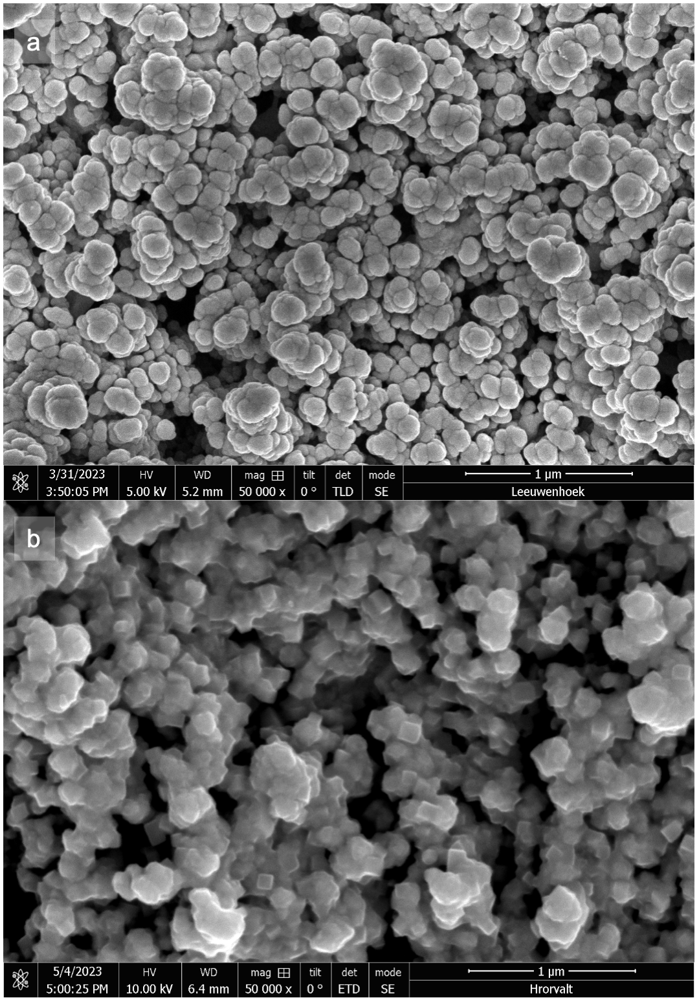 a
3/31/2023 HV WD mag tilt det mode 1 µm
3:50:05 PM 5.00 kV 5.2 mm 50 000 x 0 ° TLD SE Leeuwenhoek
b
5/4/2023 HV WD mag tilt det mode 1 µm
5:00:25 PM 10.00 kV 6.4 mm 50 000 x 0 ° ETD SE Hrorvalt